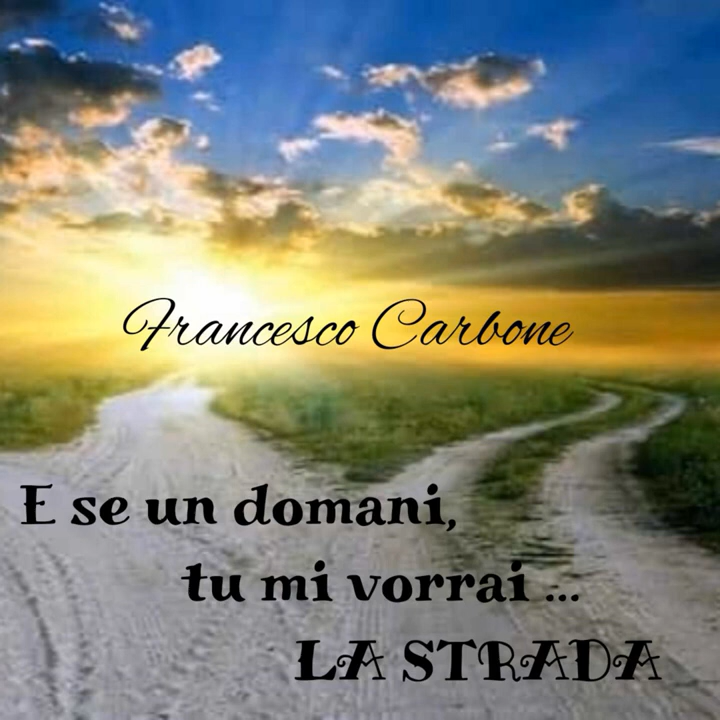 Francesco Carbone
E se un domani,
tu mi vorrai ...
LA STRADA